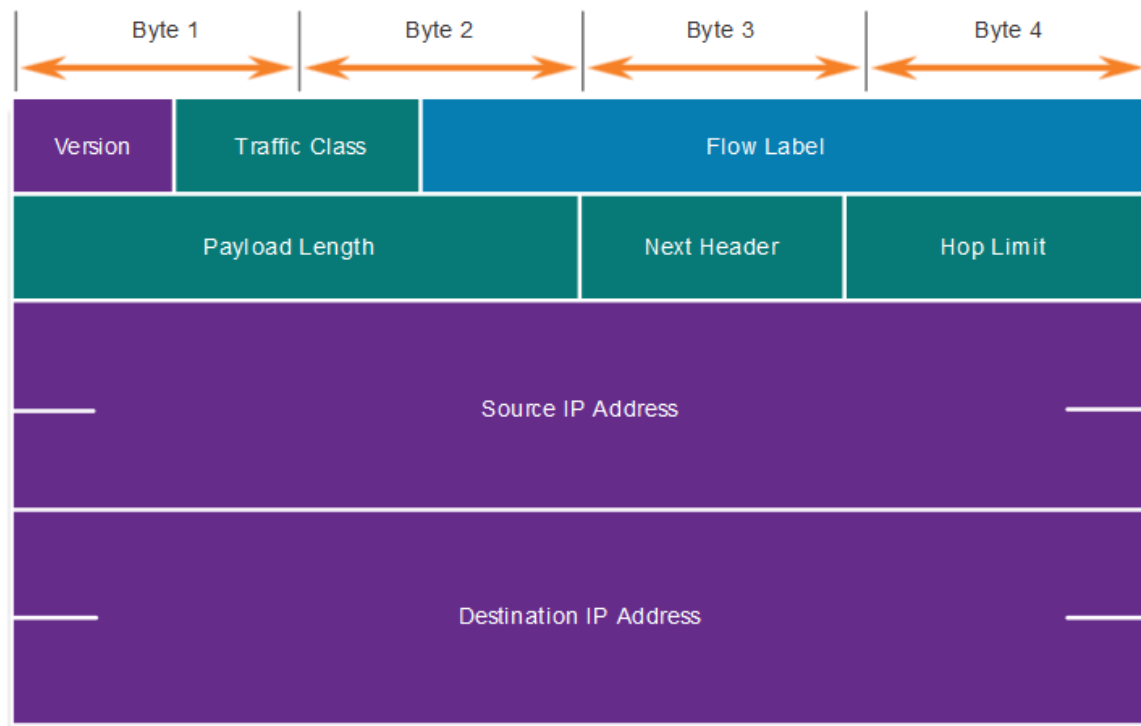 Byte 1 Byte 2 Byte 3 Byte 4
Version Traffic Class Flow Label
Payload Length Next Header Hop Limit
Source IP Address
Destination IP Address